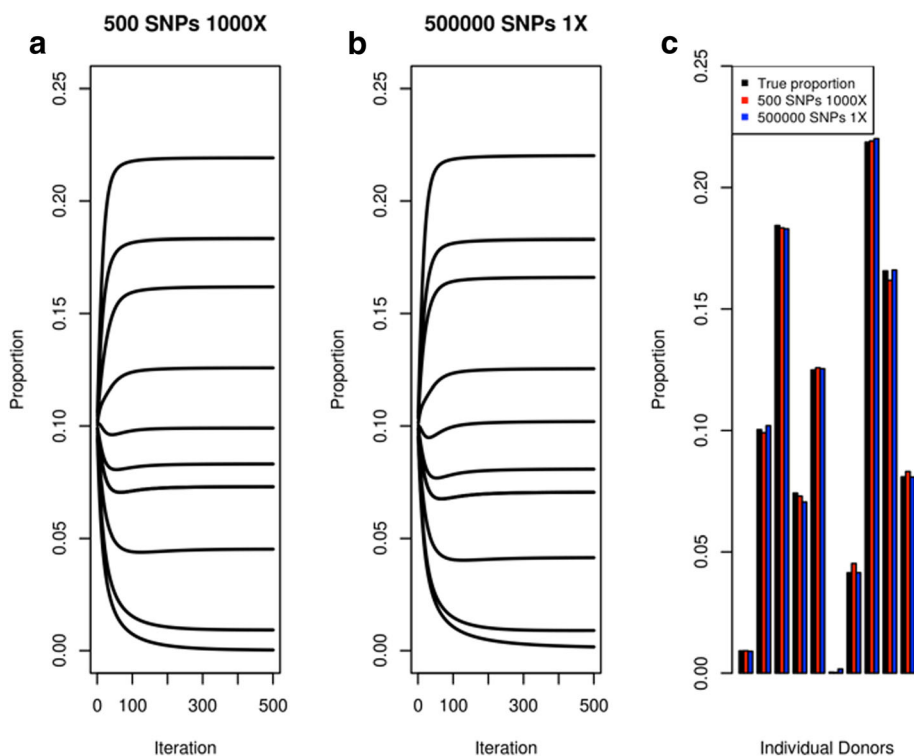 a
500 SNPs 1000X
Proportion
0.25
0.20
0.15
0.10
0.05
0.00
0
100
300
500
Iteration
b
500000 SNPs 1X
Proportion
0.25
0.20
0.15
0.10
0.05
0.00
0
100
300
500
Iteration
c
True proportion
500 SNPs 1000X
500000 SNPs 1X
Proportion
0.25
0.20
0.15
0.10
0.05
0.00
Individual Donors